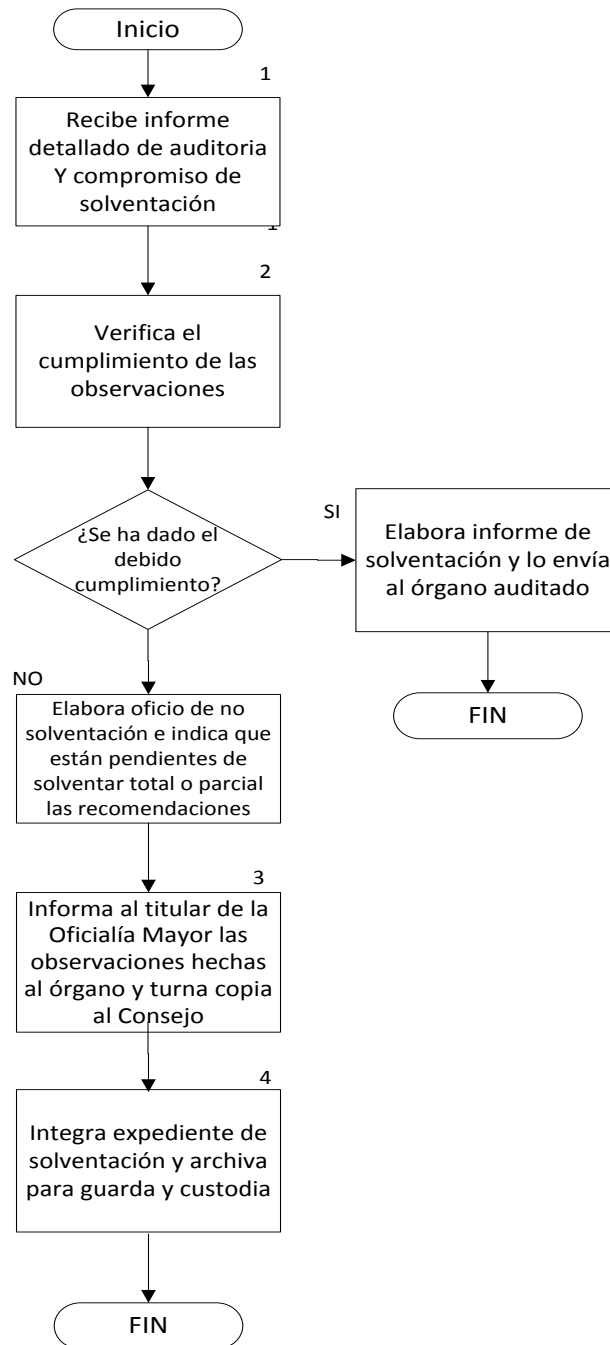 Inicio
1
Recibe informe
detallado de auditoria
Y compromiso de
solventación
1
2
Verifica el
cumplimiento de las
observaciones
¿Se ha dado el
debido
cumplimiento?
SI
Elabora informe de
solventación y lo envía
al órgano auditado
FIN
NO
Elabora oficio de no
solventación e indica que
están pendientes de
solventar total o parcial
las recomendaciones
3
Informa al titular de la
Oficialía Mayor las
observaciones hechas
al órgano y turna copia
al Consejo
4
Integra expediente de
solventación y archiva
para guarda y custodia
FIN